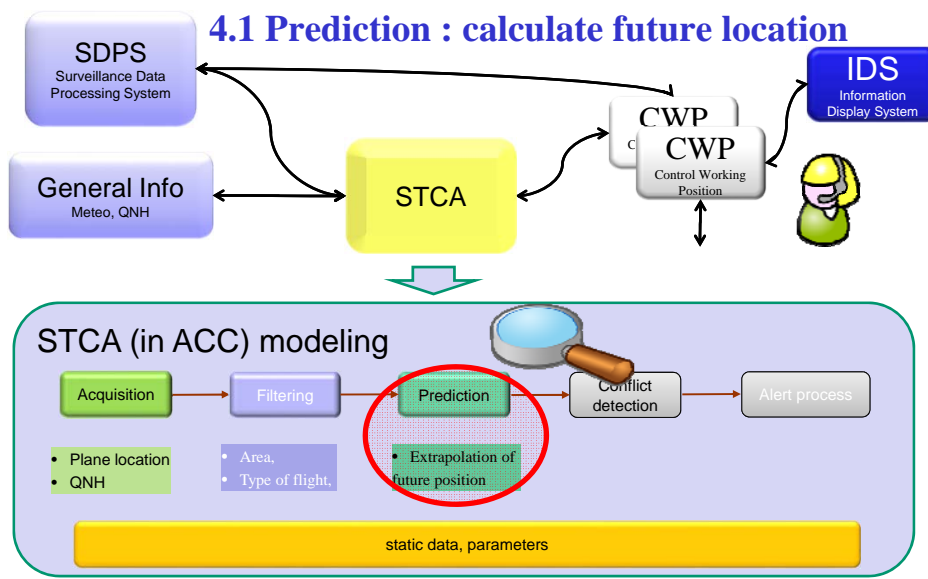 4.1 Prediction : calculate future location
SDPS
Surveillance Data
Processing System
IDS
Information
Display System
CWP
C
CWP
Control Working
Position
General Info
Meteo, QNH
STCA
STCA (in ACC) modeling
Acquisition
Filtering
Prediction
Conflict
detection
Alert process
• Plane location
• QNH
• Area,
• Type of flight,
• Extrapolation of
future position
static data, parameters